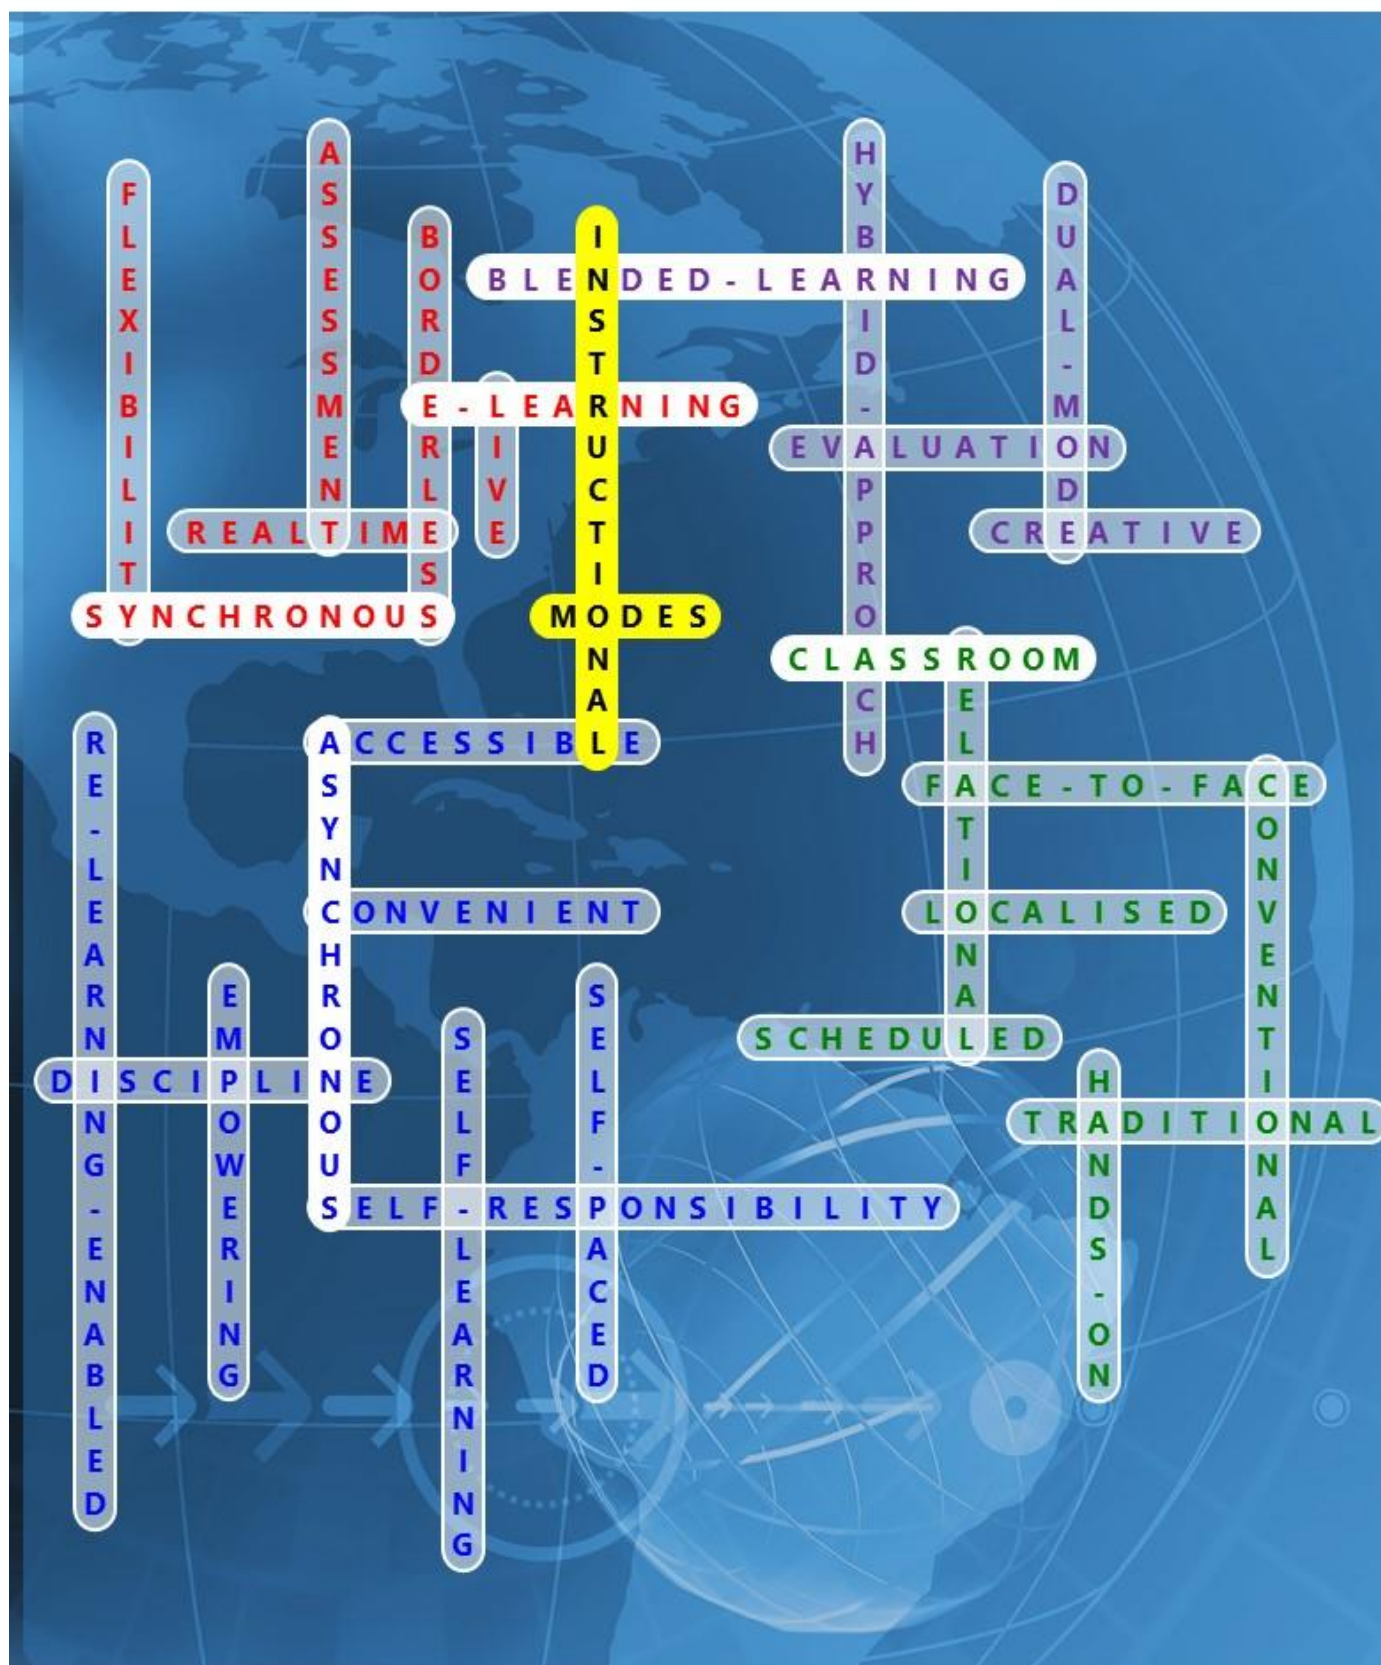 ASSESSMENT
HYBRID-APPROACH
FLEXIBILITY
DUAL-MODE
BORDERLESS
INSTRUCTIONAL
BLENDED-LEARNING
E-LEARNING
LIVE
EVALUATION
REALTIME
CREATIVE
SYNCHRONOUS
MODES
CLASSROOM
RELATIONAL
RE-LEARNING-ENABLED
ASYNCHRONOUS
ACCESSIBLE
FACE-TO-FACE
CONVENTIONAL
CONVENIENT
LOCALISED
EMPOWERING
SELF-PACED
SELF-LEARNING
SCHEDULED
DISCIPLINE
HANDS-ON
TRADITIONAL
SELF-RESPONSIBILITY